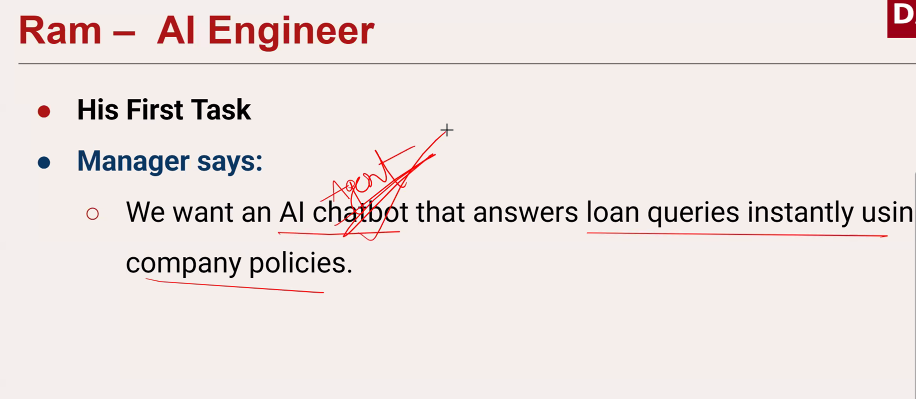 Ram – AI Engineer
D
His First Task
Manager says:
Agent
We want an AI chatbot that answers loan queries instantly usin
company policies.